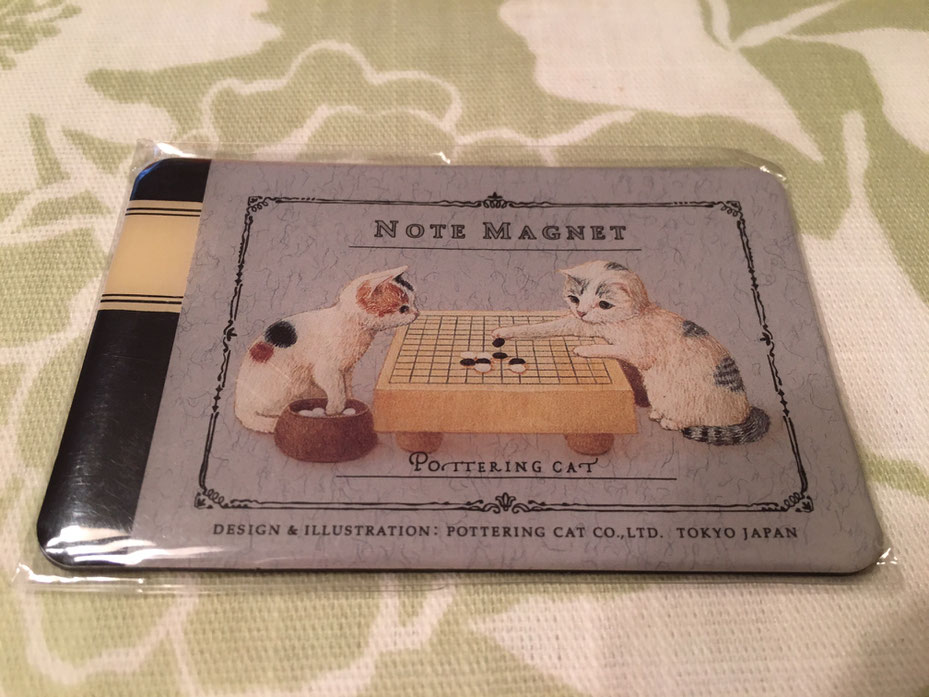 NOTE MAGNET
POTTERING CAT
DESIGN & ILLUSTRATION: POTTERING CAT CO.,LTD. TOKYO JAPAN